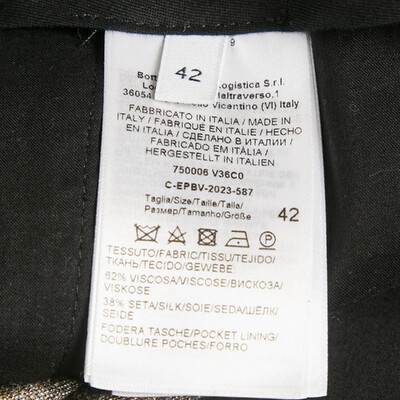 42
9
Bott
ogistica S.r.l.
Lo
altraverso,1
36054
Vicentino (VI) Italy
FABBRICATO IN ITALIA / MADE IN
ITALY / FABRIQUE EN ITALIE / HECHO
EN ITALIA / СДЕЛАНО В ИТАЛИИ /
FABRICADO EM ITÀLIA /
HERGESTELLT IN ITALIEN
750006 V36C0
C-EPBV-2023-587
Taglia/Size/Taille/Talla/
Размер/Tamanho/Größe 42
TESSUTO/FABRIC/TISSU/TEJIDO/
ТКАНЬ/TECIDO/GEWEBE
62% VISCOSA/VISCOSE/ВИСКОЗА/
VISKOSE
38% SETA/SILK/SOIE/SEDA/ШЁЛК/
SEIDE
FODERA TASCHE/POCKET LINING/
DOUBLURE POCHES/FORRO